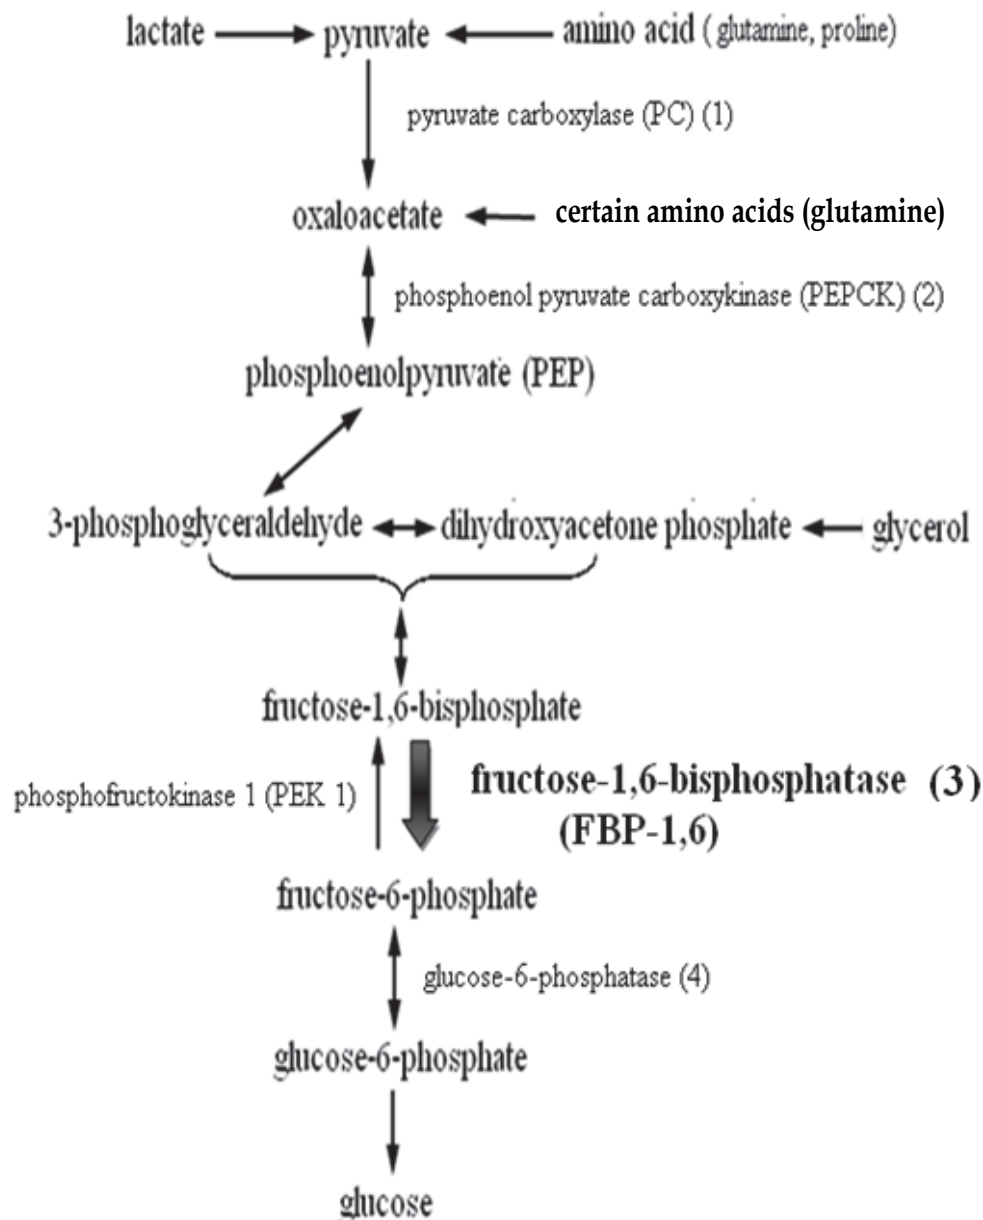 lactate pyruvate amino acid ( glutamine, proline)
pyruvate carboxylase (PC) (1)
oxaloacetate certain amino acids (glutamine)
phosphoenol pyruvate carboxykinase (PEPCK) (2)
phosphoenolpyruvate (PEP)
3-phosphoglyceraldehyde dihydroxyacetone phosphate glycerol
fructose-1,6-bisphosphate
phosphofructokinase 1 (PEK 1)
fructose-1,6-bisphosphatase (3)
(FBP-1,6)
fructose-6-phosphate
glucose-6-phosphatase (4)
glucose-6-phosphate
glucose